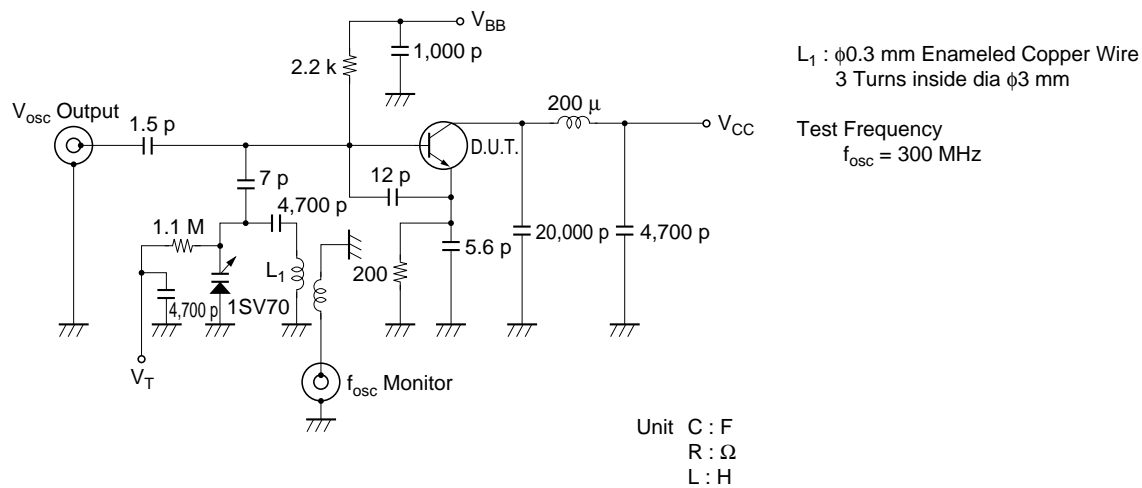 V_BB
1,000 p
2.2 k
L₁ : φ0.3 mm Enameled Copper Wire
3 Turns inside dia φ3 mm
V_osc Output
1.5 p
200 μ
V_CC
D.U.T.
Test Frequency
f_osc = 300 MHz
7 p
12 p
4,700 p
1.1 M
20,000 p
4,700 p
5.6 p
L₁
200
4,700 p
1SV70
V_T
f_osc Monitor
Unit C : F
R : Ω
L : H